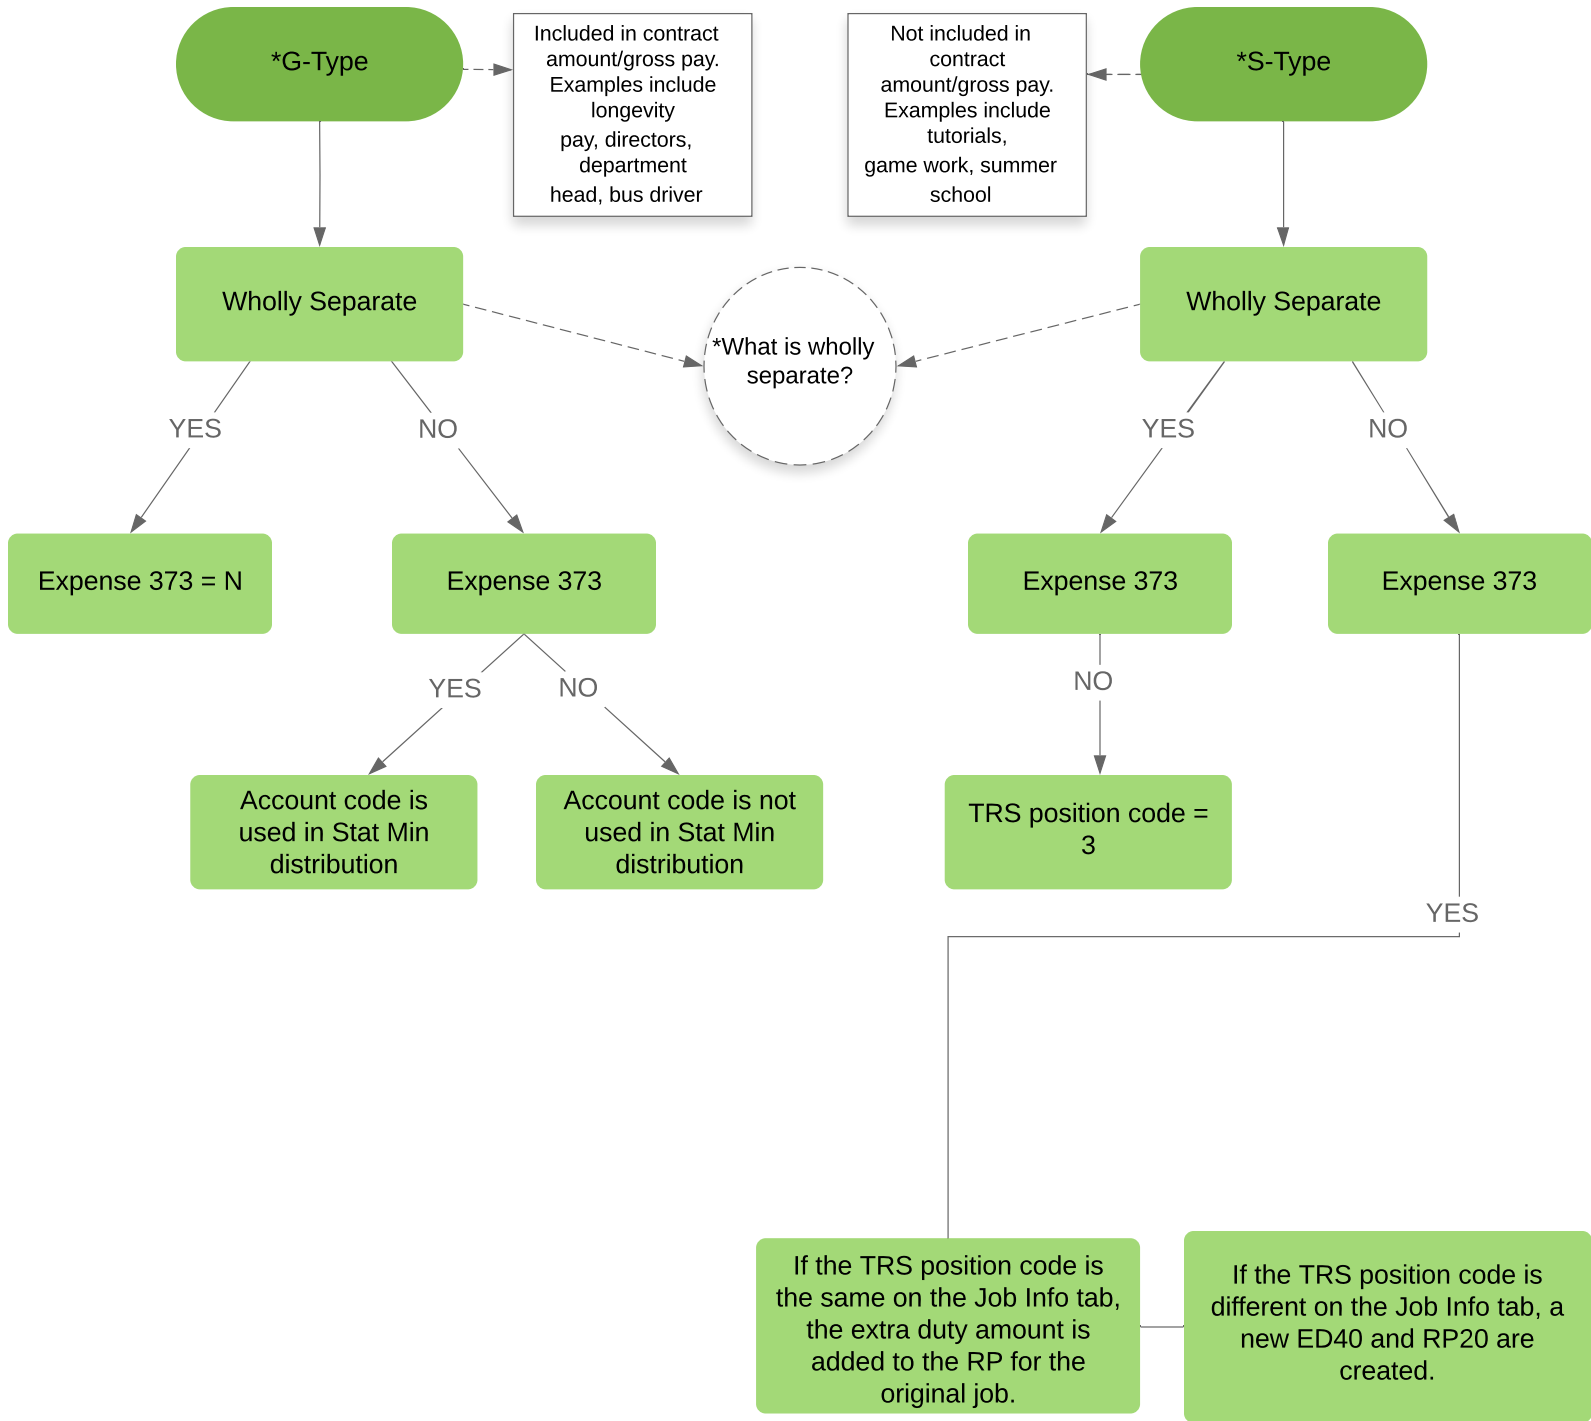 *G-Type
Included in contract
amount/gross pay.
Examples include
longevity
pay, directors,
department
head, bus driver
Not included in
contract
amount/gross pay.
Examples include
tutorials,
game work, summer
school
*S-Type
Wholly Separate
*What is wholly
separate?
Wholly Separate
YES
NO
YES
NO
Expense 373 = N
Expense 373
Expense 373
Expense 373
YES
NO
NO
Account code is
used in Stat Min
distribution
Account code is not
used in Stat Min
distribution
TRS position code =
3
YES
If the TRS position code is
the same on the Job Info tab,
the extra duty amount is
added to the RP for the
original job.
If the TRS position code is
different on the Job Info tab, a
new ED40 and RP20 are
created.